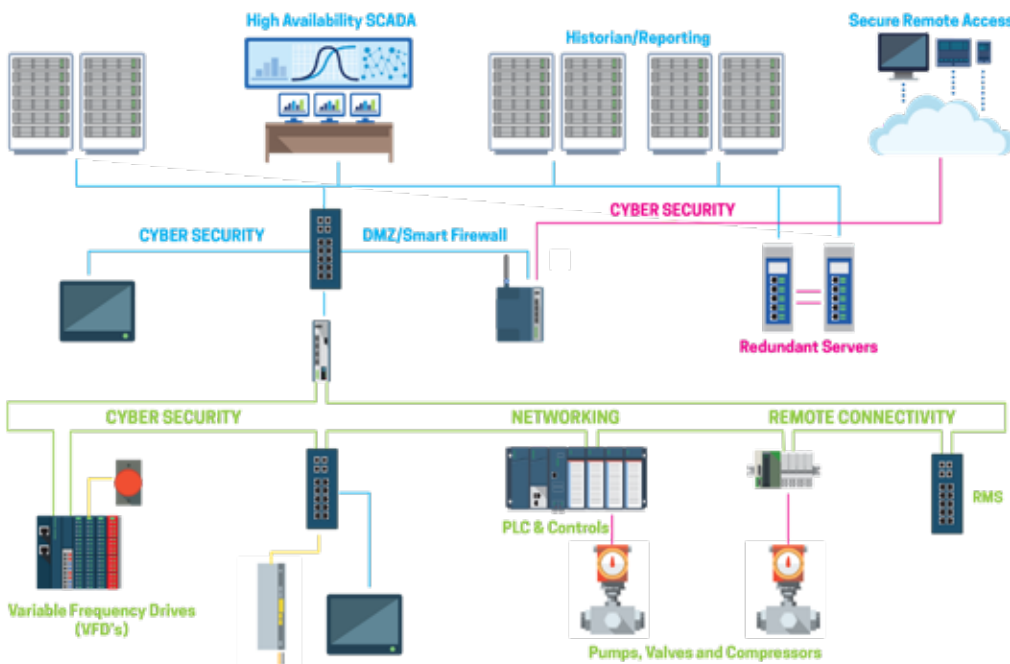 High Availability SCADA
Historian/Reporting
Secure Remote Access
CYBER SECURITY
CYBER SECURITY
DMZ/Smart Firewall
Redundant Servers
CYBER SECURITY
NETWORKING
REMOTE CONNECTIVITY
PLC & Controls
RMS
Variable Frequency Drives
(VFD's)
Pumps, Valves and Compressors